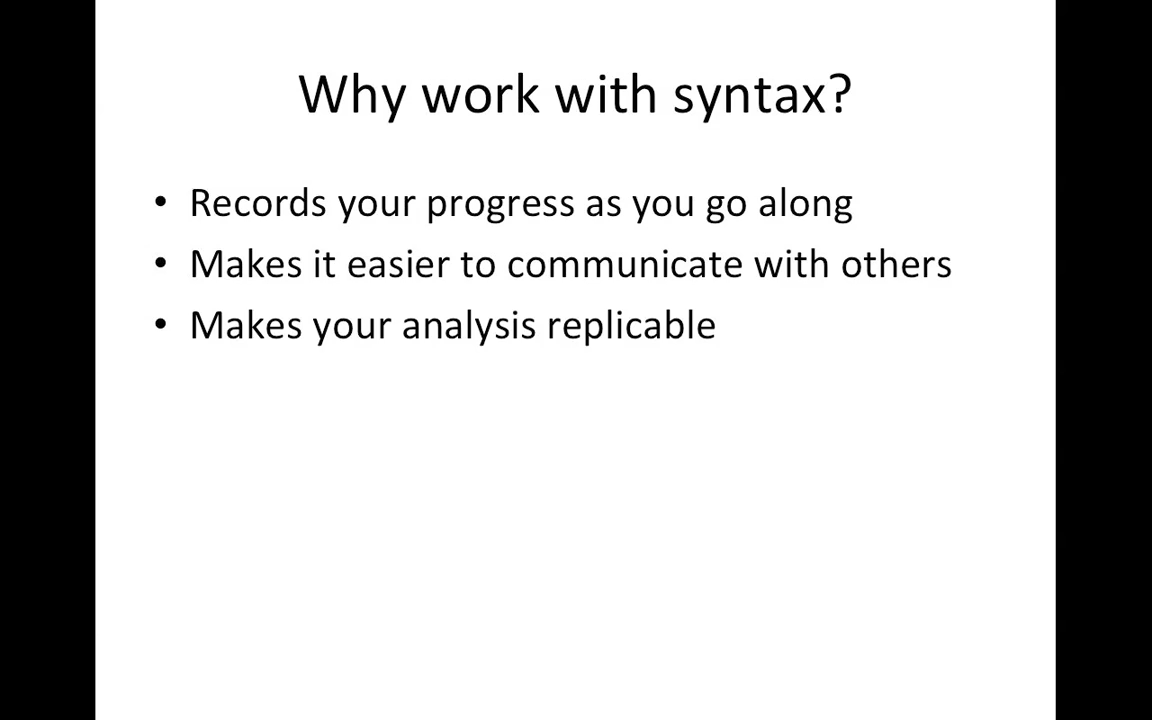 Why work with syntax?
• Records your progress as you go along
• Makes it easier to communicate with others
• Makes your analysis replicable